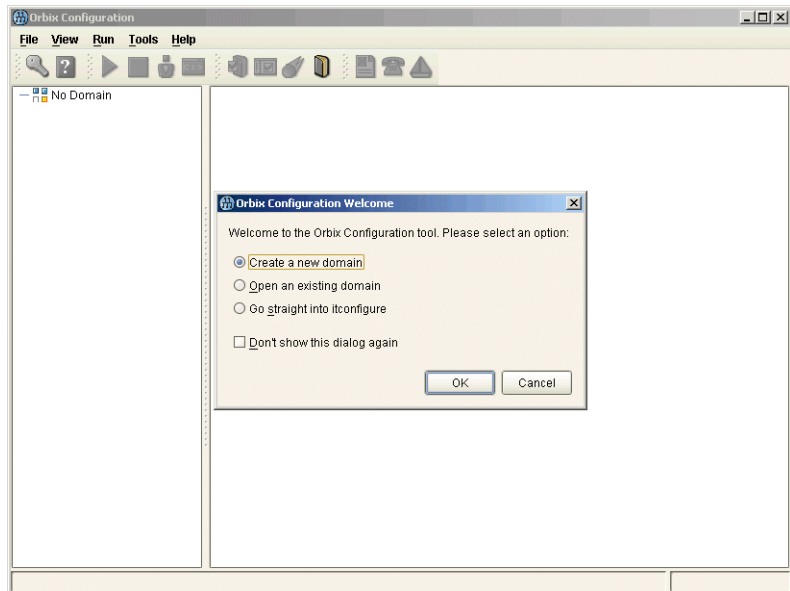 Orbix Configuration
File View Run Tools Help
No Domain
Orbix Configuration Welcome
Welcome to the Orbix Configuration tool. Please select an option:
Create a new domain
Open an existing domain
Go straight into itconfigure
Don't show this dialog again
OK Cancel